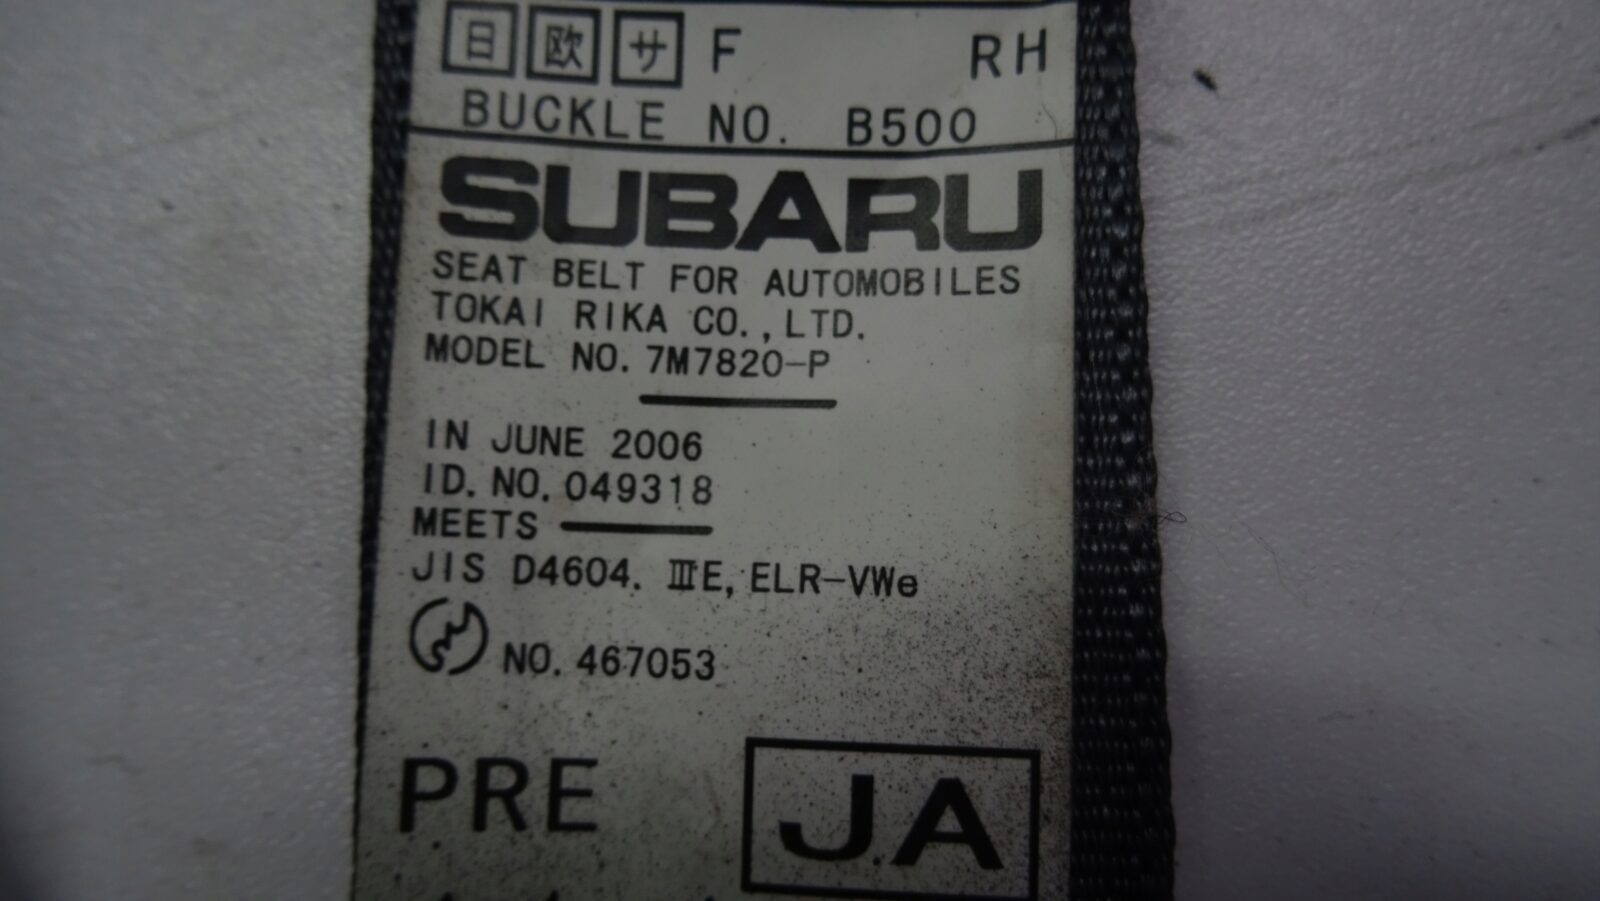 日 欧 サ F RH
BUCKLE NO. B500
SUBARU
SEAT BELT FOR AUTOMOBILES
TOKAI RIKA CO.,LTD.
MODEL NO. 7M7820-P
IN JUNE 2006
ID. NO. 049318
MEETS
JIS D4604. ⅢE, ELR-VWe
NO. 467053
PRE JA